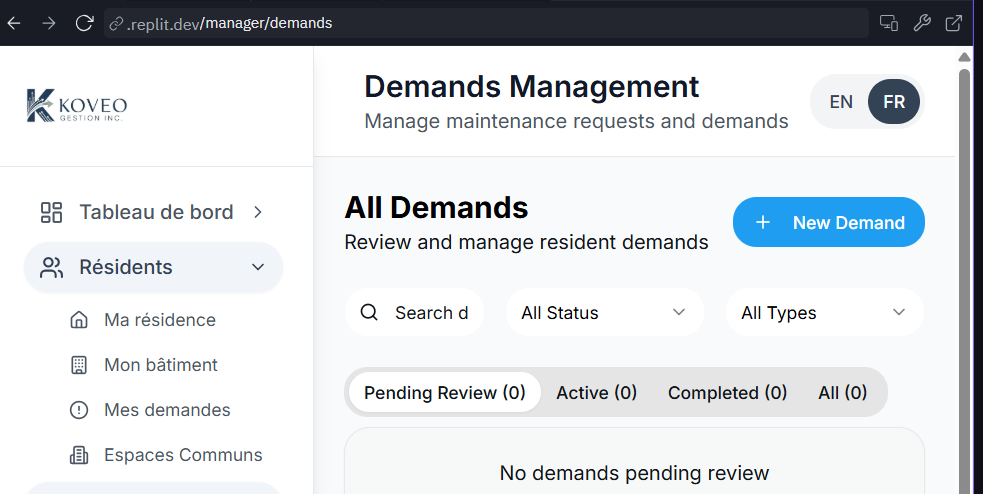 .replit.dev/manager/demands
KOVEO
GESTION INC.
Demands Management
Manage maintenance requests and demands
EN
FR
Tableau de bord
Résidents
Ma résidence
Mon bâtiment
Mes demandes
Espaces Communs
All Demands
Review and manage resident demands
New Demand
Search d
All Status
All Types
Pending Review (0)
Active (0)
Completed (0)
All (0)
No demands pending review